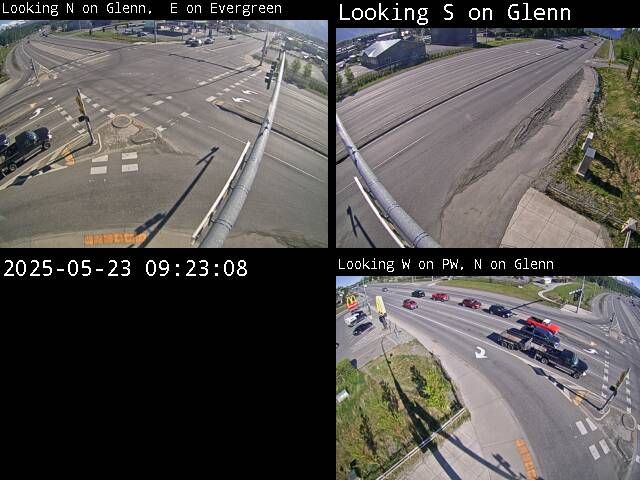 Looking N on Glenn,  E on Evergreen
Looking S on Glenn
2025-05-23 09:23:08
Looking W on PW, N on Glenn